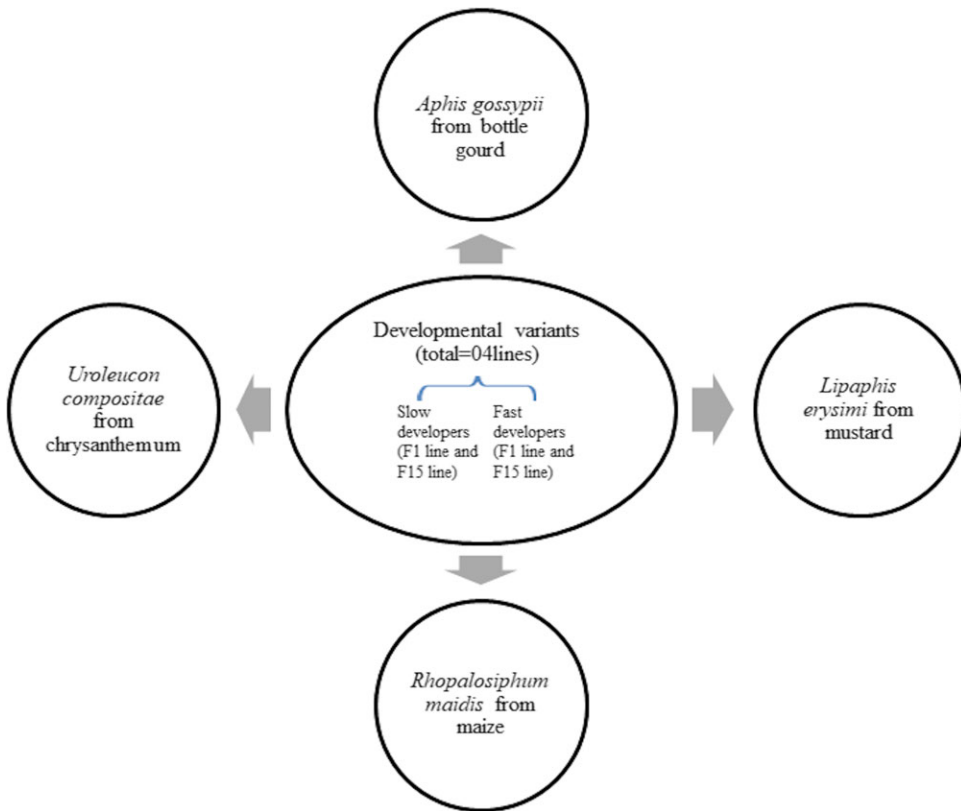 Aphis gossypii
from bottle
gourd
Developmental variants
(total=04lines)
Slow
developers
(F1 line and
F15 line)
Fast
developers
(F1 line and
F15 line)
Uroleucon
compositae
from
chrysanthemum
Lipaphis
erysimi from
mustard
Rhopalosiphum
maidis from
maize